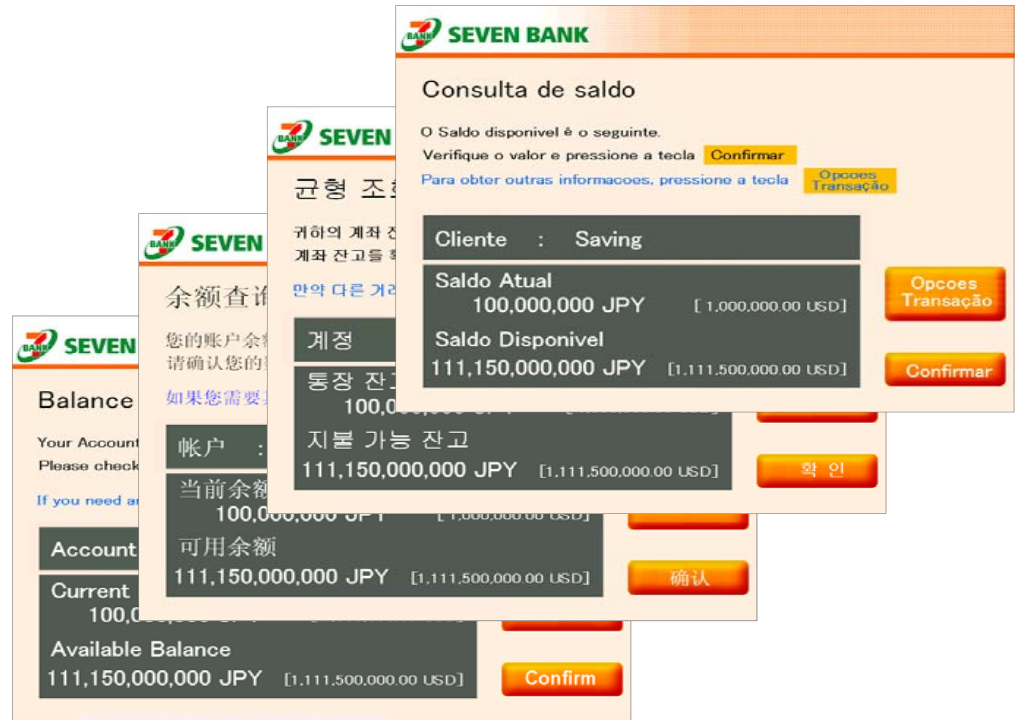 BANK SEVEN BANK
Consulta de saldo
O Saldo disponivel ê o seguinte.
Verifique o valor e pressione a tecla Confirmar
Para obter outras informacoes, pressione a tecla Opcoes Transação
Cliente : Saving
Saldo Atual
100,000,000 JPY [ 1,000,000.00 USD]
Saldo Disponivel
111,150,000,000 JPY [1.111,500,000.00 USD]
Opcoes
Transação
Confirmar
BANK SEVEN
균형
귀하의 계좌
계좌 잔고를
만약 다른
계정
통장
지불 가능 잔고
111,150,000,000 JPY [1,111,500,000.00 USD]
확 인
BANK SEVEN
余额查
您的账户余
请确认您的
如果您需要
帐户 :
当前余额
可用余额
111,150,000,000 JPY [1,111,500,000.00 USD]
确认
BANK SEVEN
Balance
Your Account
Please check
If you need
Account
Current
Available Balance
111,150,000,000 JPY [1,111,500,000.00 USD]
Confirm